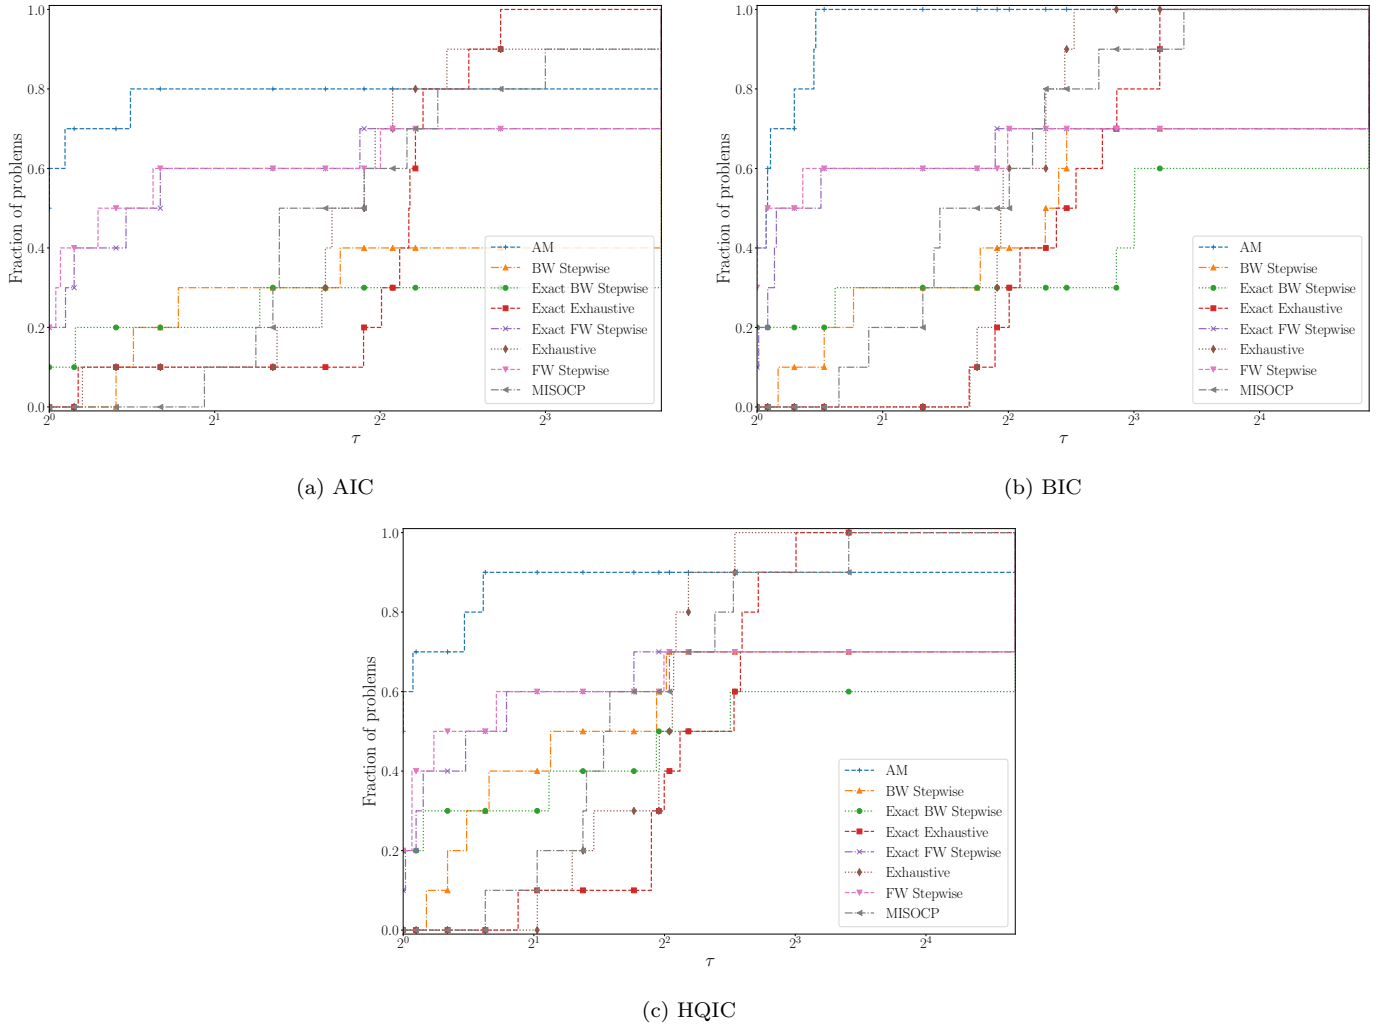 1.0
0.8
0.6
0.4
0.2
0.0
Fraction of problems
2^0
2^1
2^2
2^3
τ
AM
BW Stepwise
Exact BW Stepwise
Exact Exhaustive
Exact FW Stepwise
Exhaustive
FW Stepwise
MISOCP
(a) AIC
1.0
0.8
0.6
0.4
0.2
0.0
Fraction of problems
2^0
2^1
2^2
2^3
2^4
τ
AM
BW Stepwise
Exact BW Stepwise
Exact Exhaustive
Exact FW Stepwise
Exhaustive
FW Stepwise
MISOCP
(b) BIC
1.0
0.8
0.6
0.4
0.2
0.0
Fraction of problems
2^0
2^1
2^2
2^3
2^4
τ
AM
BW Stepwise
Exact BW Stepwise
Exact Exhaustive
Exact FW Stepwise
Exhaustive
FW Stepwise
MISOCP
(c) HQIC